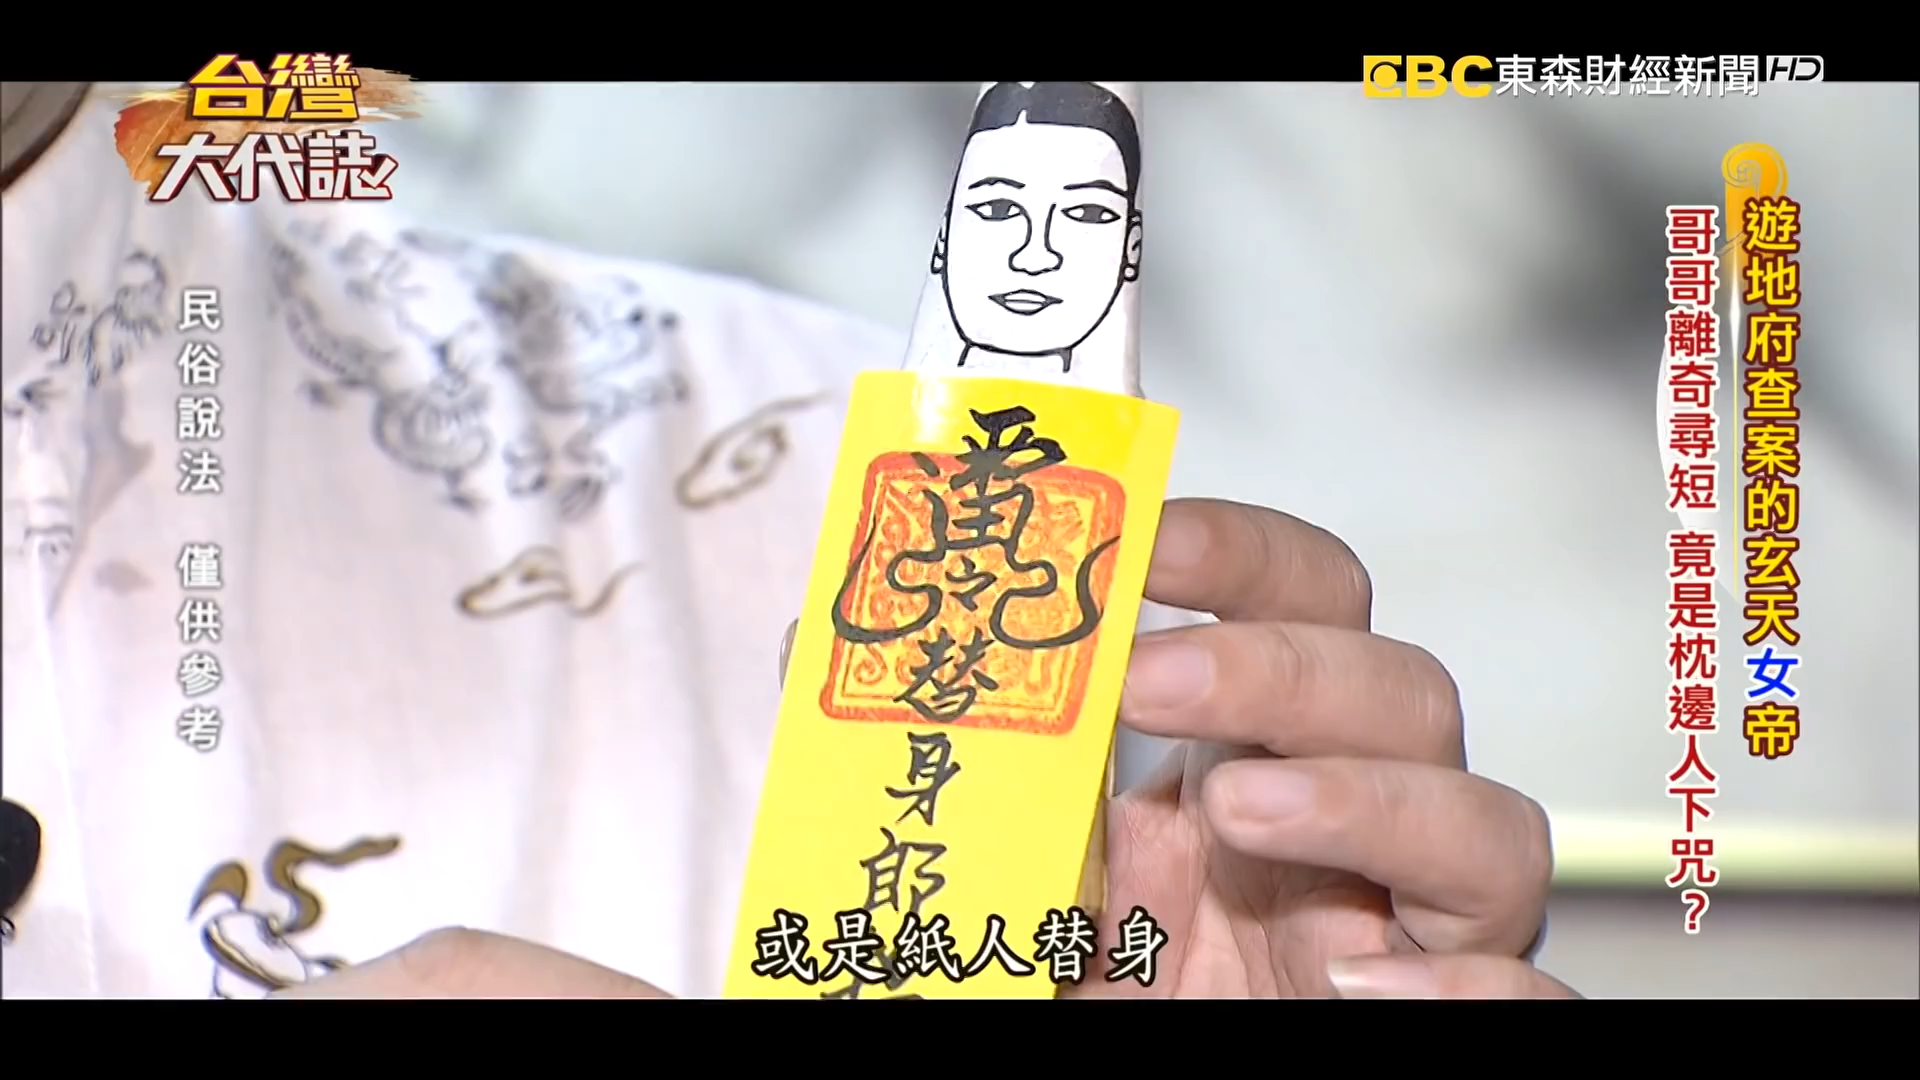 台灣
大代誌
EBC東森財經新聞HD
遊地府查案的玄天女帝
哥哥離奇尋短 竟是枕邊人下咒?
民俗說法 僅供參考
替身郎
或是紙人替身